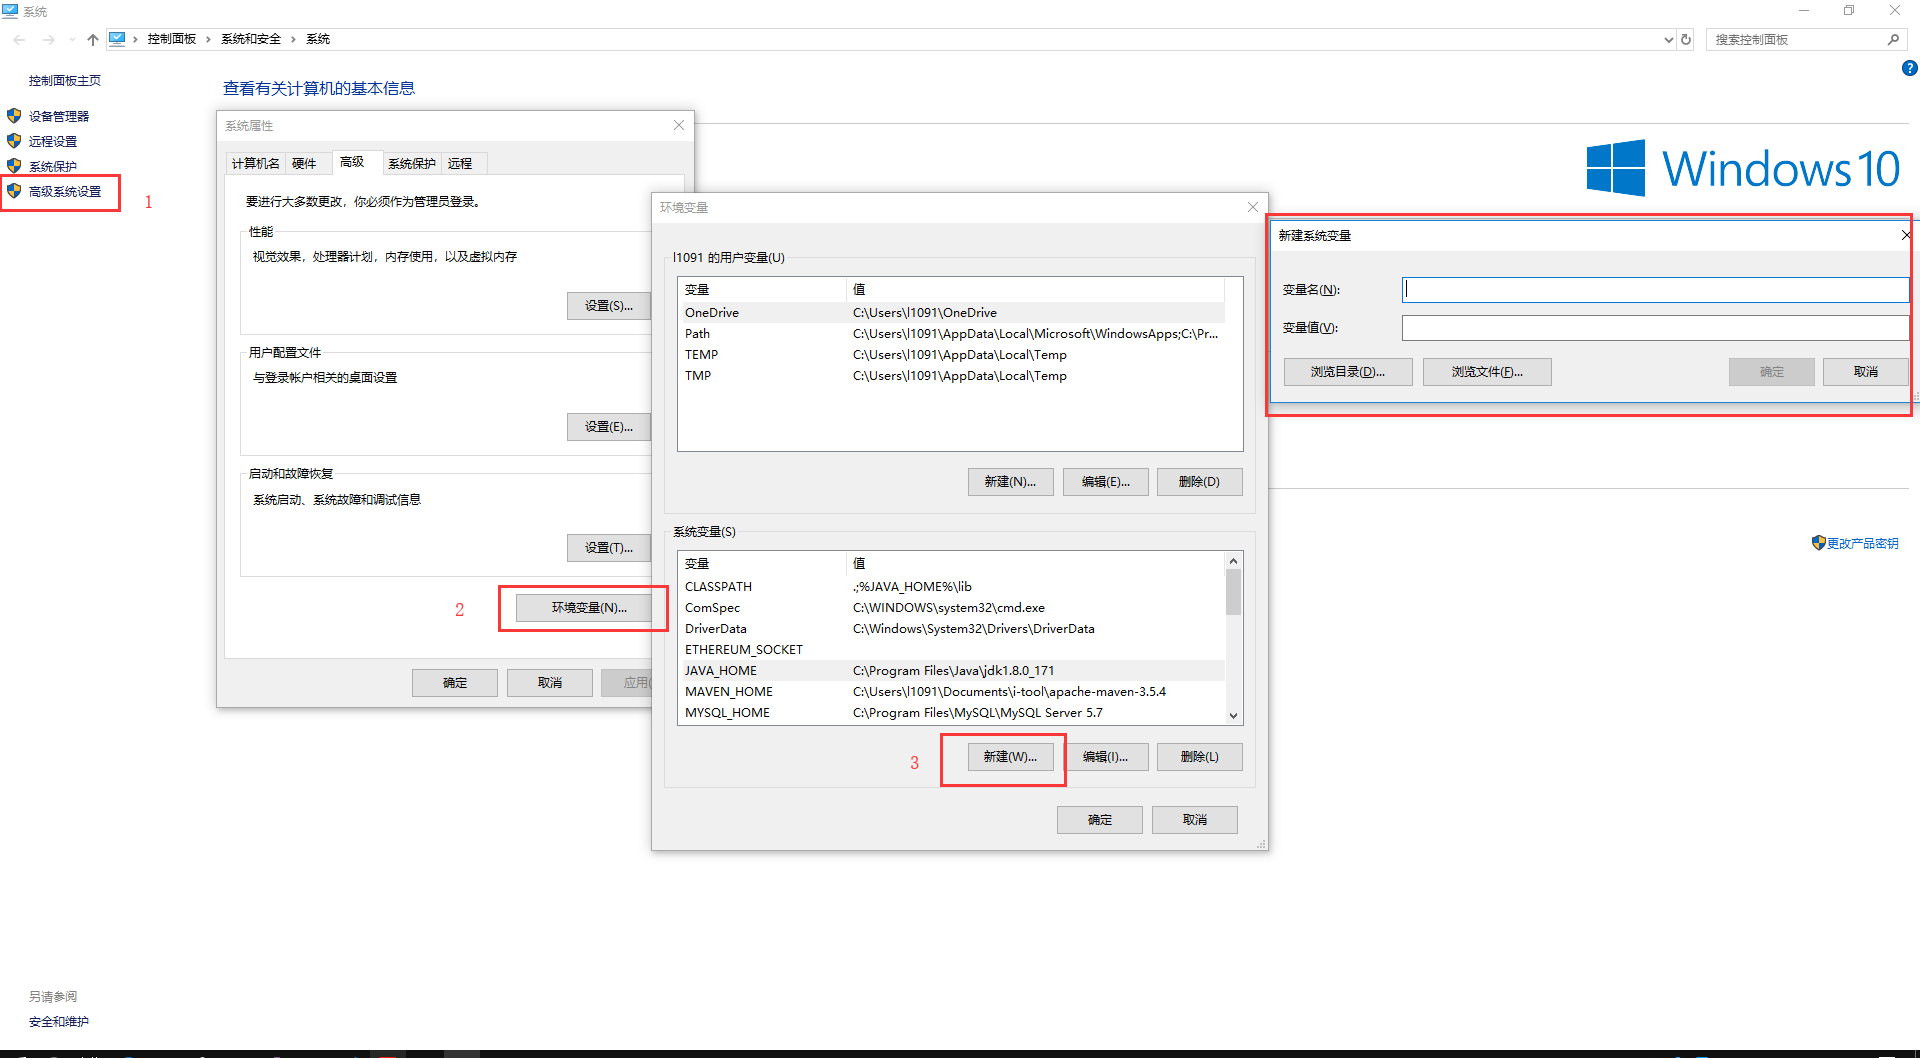 系统
控制面板 › 系统和安全 › 系统
搜索控制面板
控制面板主页
设备管理器
远程设置
系统保护
高级系统设置
1
查看有关计算机的基本信息
Windows 10
更改产品密钥
另请参阅
安全和维护
系统属性
计算机名 硬件 高级 系统保护 远程
要进行大多数更改，你必须作为管理员登录。
性能
视觉效果，处理器计划，内存使用，以及虚拟内存
设置(S)...
用户配置文件
与登录帐户相关的桌面设置
设置(E)...
启动和故障恢复
系统启动、系统故障和调试信息
设置(T)...
2
环境变量(N)...
确定 取消 应用(
环境变量
l1091 的用户变量(U)
变量 值
OneDrive C:\Users\l1091\OneDrive
Path C:\Users\l1091\AppData\Local\Microsoft\WindowsApps;C:\Pr...
TEMP C:\Users\l1091\AppData\Local\Temp
TMP C:\Users\l1091\AppData\Local\Temp
新建(N)... 编辑(E)... 删除(D)
系统变量(S)
变量 值
CLASSPATH .;%JAVA_HOME%\lib
ComSpec C:\WINDOWS\system32\cmd.exe
DriverData C:\Windows\System32\Drivers\DriverData
ETHEREUM_SOCKET
JAVA_HOME C:\Program Files\Java\jdk1.8.0_171
MAVEN_HOME C:\Users\l1091\Documents\i-tool\apache-maven-3.5.4
MYSQL_HOME C:\Program Files\MySQL\MySQL Server 5.7
3
新建(W)... 编辑(I)... 删除(L)
确定 取消
新建系统变量
变量名(N):
变量值(V):
浏览目录(D)... 浏览文件(F)... 确定 取消